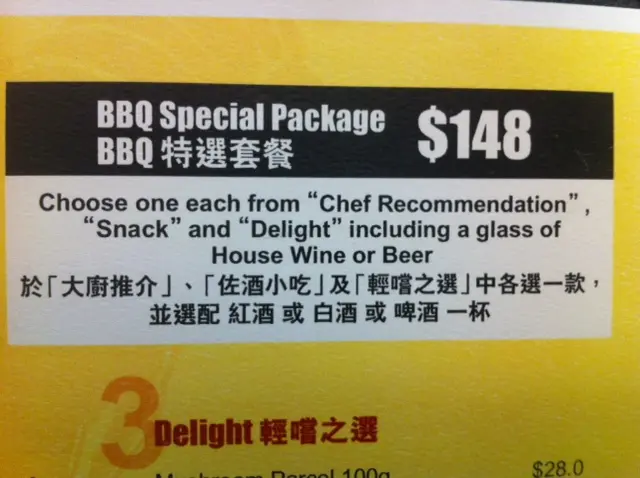 BBQ Special Package
BBQ 特選套餐
$148
Choose one each from “Chef Recommendation”,
“Snack” and “Delight” including a glass of
House Wine or Beer
於「大廚推介」、「佐酒小吃」及「輕嚐之選」中各選一款，
並選配 紅酒 或 白酒 或 啤酒 一杯
3
Delight 輕嚐之選
Mushroom Parcel 100g
$28.0